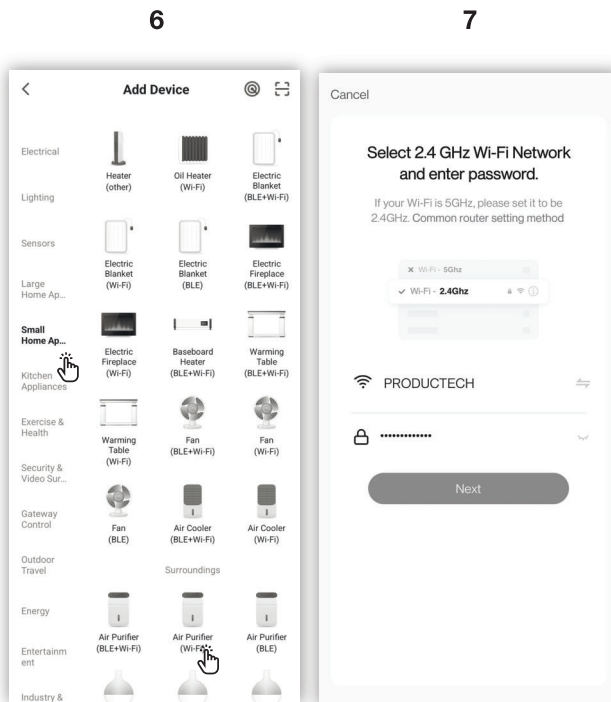 6
7
Add Device
Electrical
Lighting
Sensors
Large
Home Ap...
Small
Home Ap...
Kitchen
Appliances
Exercise &
Health
Security &
Video Sur...
Gateway
Control
Outdoor
Travel
Energy
Entertainm
ent
Industry &
Heater
(other)
Oil Heater
(Wi-Fi)
Electric
Blanket
(BLE+Wi-Fi)
Electric
Blanket
(Wi-Fi)
Electric
Blanket
(BLE)
Electric
Fireplace
(BLE+Wi-Fi)
Electric
Fireplace
(Wi-Fi)
Baseboard
Heater
(BLE+Wi-Fi)
Warming
Table
(BLE+Wi-Fi)
Warming
Table
(Wi-Fi)
Fan
(BLE+Wi-Fi)
Fan
(Wi-Fi)
Fan
(BLE)
Air Cooler
(BLE+Wi-Fi)
Air Cooler
(Wi-Fi)
Surroundings
Air Purifier
(BLE+Wi-Fi)
Air Purifier
(Wi-Fi)
Air Purifier
(BLE)
Cancel
Select 2.4 GHz Wi-Fi Network
and enter password.
If your Wi-Fi is 5GHz, please set it to be
2.4GHz. Common router setting method
Wi-Fi - 5Ghz
Wi-Fi - 2.4Ghz
PRODUCTECH
•••••••••••••
Next